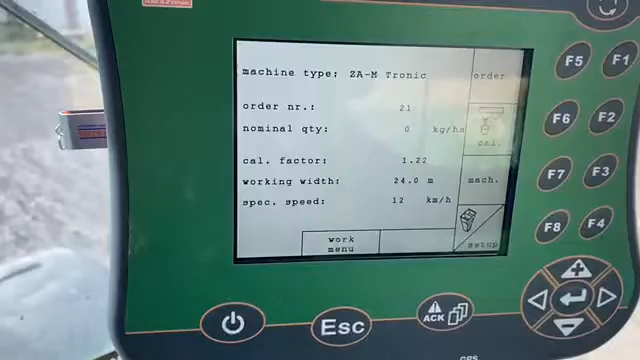 machine type: ZA-M Tronic
order
order nr.: 21
nominal qty: 0 kg/ha
cal.
cal. factor: 1.22
working width: 24.0 m
mach.
spec. speed: 12 km/h
setup
work
menu
F5
F1
F6
F2
F7
F3
F8
F4
Esc
ACK
GPS